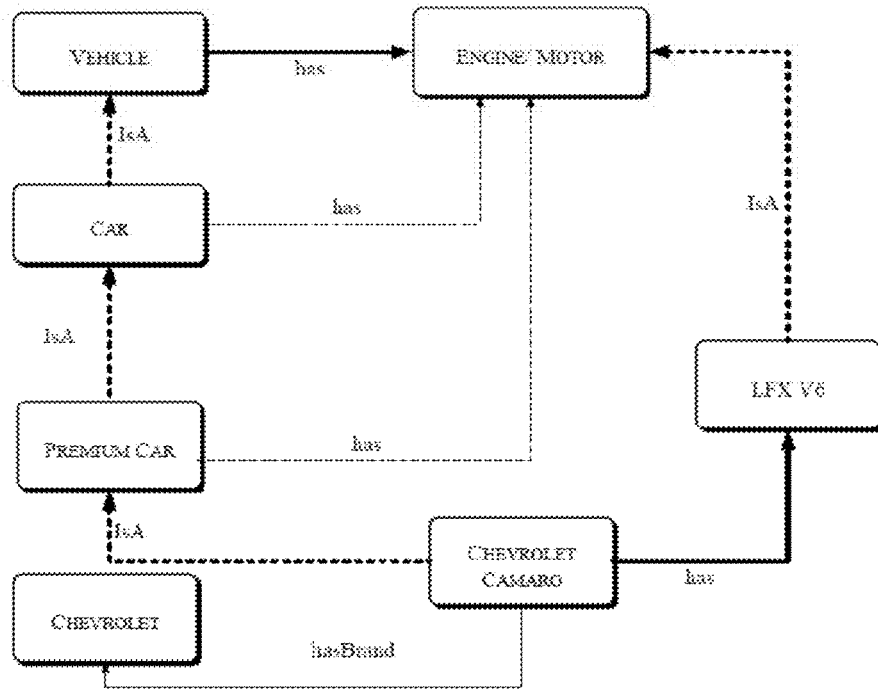 VEHICLE
has
ENGINE/ MOTOR
IsA
CAR
has
IsA
IsA
LFX V6
PREMIUM CAR
has
IsA
CHEVROLET
CAMARO
has
CHEVROLET
hasBrand